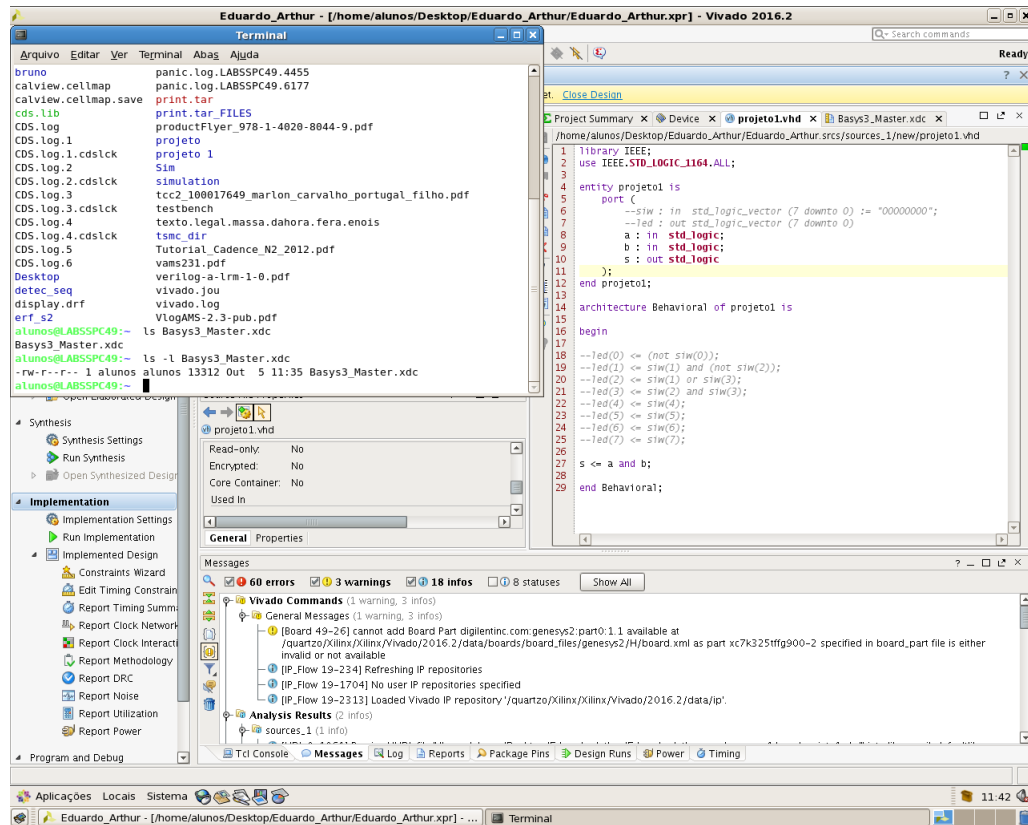 Eduardo_Arthur - [/home/alunos/Desktop/Eduardo_Arthur/Eduardo_Arthur.xpr] - Vivado 2016.2
Terminal
Arquivo Editar Ver Terminal Abas Ajuda
bruno panic.log.LABSSPC49.4455
calview.cellmap panic.log.LABSSPC49.6177
calview.cellmap.save print.tar
cds.lib print.tar_FILES
CDS.log productFlyer_978-1-4020-8044-9.pdf
CDS.log.1 projeto
CDS.log.1.cdslck projeto 1
CDS.log.2 Sim
CDS.log.2.cdslck simulation
CDS.log.3 tcc2_100017649_marlon_carvalho_portugal_filho.pdf
CDS.log.3.cdslck testbench
CDS.log.4 texto.legal.massa.dahora.fera.enois
CDS.log.4.cdslck tsmc_dir
CDS.log.5 Tutorial_Cadence_N2_2012.pdf
CDS.log.6 vams231.pdf
Desktop verilog-a-lrm-1-0.pdf
detec_seq vivado.jou
display.drf vivado.log
erf_s2 VlogAMS-2.3-pub.pdf
alunos@LABSSPC49:~ ls Basys3_Master.xdc
Basys3_Master.xdc
alunos@LABSSPC49:~ ls -l Basys3_Master.xdc
-rw-r--r-- 1 alunos alunos 13312 Out 5 11:35 Basys3_Master.xdc
alunos@LABSSPC49:~
Search commands
Ready
et. Close Design
Project Summary Device projeto1.vhd Basys3_Master.xdc
/home/alunos/Desktop/Eduardo_Arthur/Eduardo_Arthur.srcs/sources_1/new/projeto1.vhd
1 library IEEE;
2 use IEEE.STD_LOGIC_1164.ALL;
3
4 entity projeto1 is
5 port (
6 --siw : in std_logic_vector (7 downto 0) := "00000000";
7 --led : out std_logic_vector (7 downto 0)
8 a : in std_logic;
9 b : in std_logic;
10 s : out std_logic
11 );
12 end projeto1;
13
14 architecture Behavioral of projeto1 is
15
16 begin
17
18 --led(0) <= (not siw(0));
19 --led(1) <= siw(1) and (not siw(2));
20 --led(2) <= siw(1) or siw(3);
21 --led(3) <= siw(2) and siw(3);
22 --led(4) <= siw(4);
23 --led(5) <= siw(5);
24 --led(6) <= siw(6);
25 --led(7) <= siw(7);
26
27 s <= a and b;
28
29 end Behavioral;
Synthesis
Synthesis Settings
Run Synthesis
Open Synthesized Design
Implementation
Implementation Settings
Run Implementation
Implemented Design
Constraints Wizard
Edit Timing Constrain
Report Timing Summ
Report Clock Network
Report Clock Interacti
Report Methodology
Report DRC
Report Noise
Report Utilization
Report Power
Program and Debug
projeto1.vhd
Read-only: No
Encrypted: No
Core Container: No
Used In
General Properties
Messages
60 errors 3 warnings 18 infos 8 statuses Show All
Vivado Commands (1 warning, 3 infos)
General Messages (1 warning, 3 infos)
[Board 49-26] cannot add Board Part digilentinc.com:genesys2:part0:1.1 available at
/quartzo/Xilinx/Xilinx/Vivado/2016.2/data/boards/board_files/genesys2/H/board.xml as part xc7k325tffg900-2 specified in board_part file is either
invalid or not available
[IP_Flow 19-234] Refreshing IP repositories
[IP_Flow 19-1704] No user IP repositories specified
[IP_Flow 19-2313] Loaded Vivado IP repository '/quartzo/Xilinx/Xilinx/Vivado/2016.2/data/ip'.
Analysis Results (2 infos)
sources_1 (1 info)
Tcl Console Messages Log Reports Package Pins Design Runs Power Timing
Aplicações Locais Sistema 11:42
Eduardo_Arthur - [/home/alunos/Desktop/Eduardo_Arthur/Eduardo_Arthur.xpr] - ... Terminal